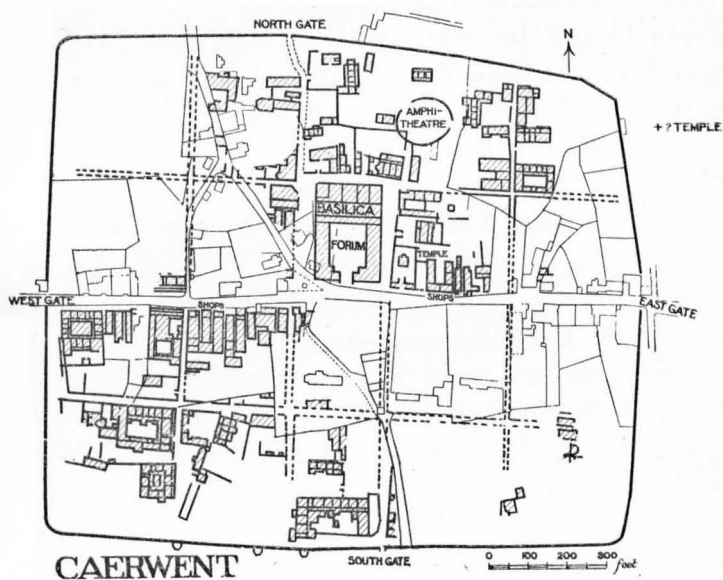 NORTH GATE
N
AMPHI-
THEATRE
+ ? TEMPLE
BASILICA
FORUM
TEMPLE
WEST GATE
SHOPS
SHOPS
EAST GATE
CAERWENT
SOUTH GATE
0 100 200 300 feet